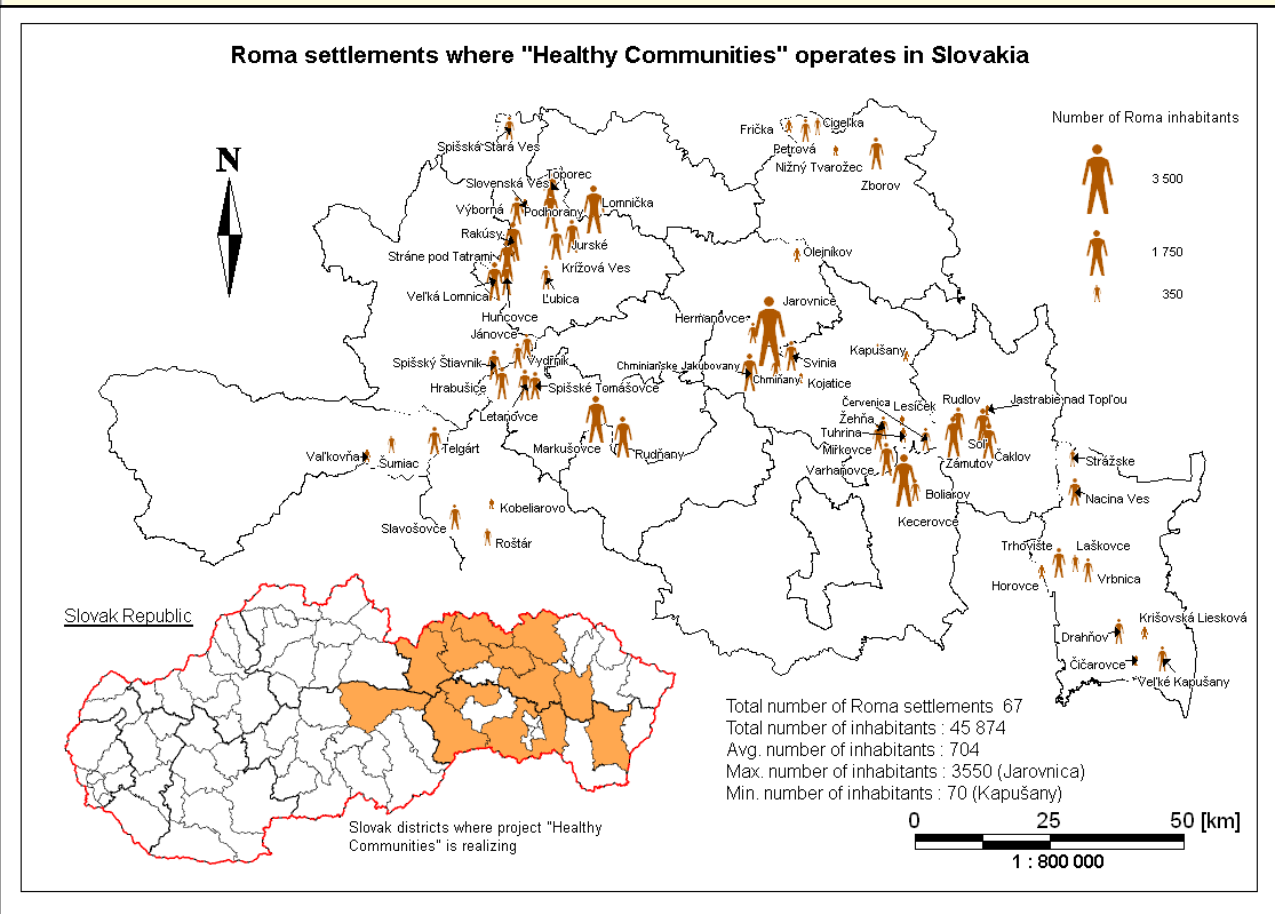 Roma settlements where "Healthy Communities" operates in Slovakia
Number of Roma inhabitants
3 500
1 750
350
N
Spišská Stará Ves
Frička
Cigeľka
Petrová
Nižný Tvarožec
Zborov
Toporec
Slovenská Ves
Výborná
Podhorany
Lomnička
Rakúsy
Jurské
Stráne pod Tatrami
Krížová Ves
Veľká Lomnica
Ľubica
Huncovce
Olejníkov
Jarovnice
Hermanovce
Jánovce
Vydrník
Spišský Štiavnik
Hrabušice
Spišské Tomášovce
Letanovce
Chminianske Jakubovany
Svinia
Chmiňany
Kojatice
Kapušany
Markušovce
Rudňany
Červenica
Lesíček
Rudlov
Jastrabie nad Topľou
Žehňa
Tuhrina
Mirkovce
Soľ
Čaklov
Zámutov
Varhaňovce
Boliarov
Kecerovce
Strážske
Nacina Ves
Vaľkovňa
Šumiac
Telgárt
Kobeliarovo
Slavošovce
Roštár
Trhovište
Laškovce
Horovce
Vrbnica
Krišovská Liesková
Drahňov
Čičarovce
Veľké Kapušany
Slovak Republic
Slovak districts where project "Healthy
Communities" is realizing
Total number of Roma settlements 67
Total number of inhabitants : 45 874
Avg. number of inhabitants : 704
Max. number of inhabitants : 3550 (Jarovnica)
Min. number of inhabitants : 70 (Kapušany)
0 25 50 [km]
1 : 800 000